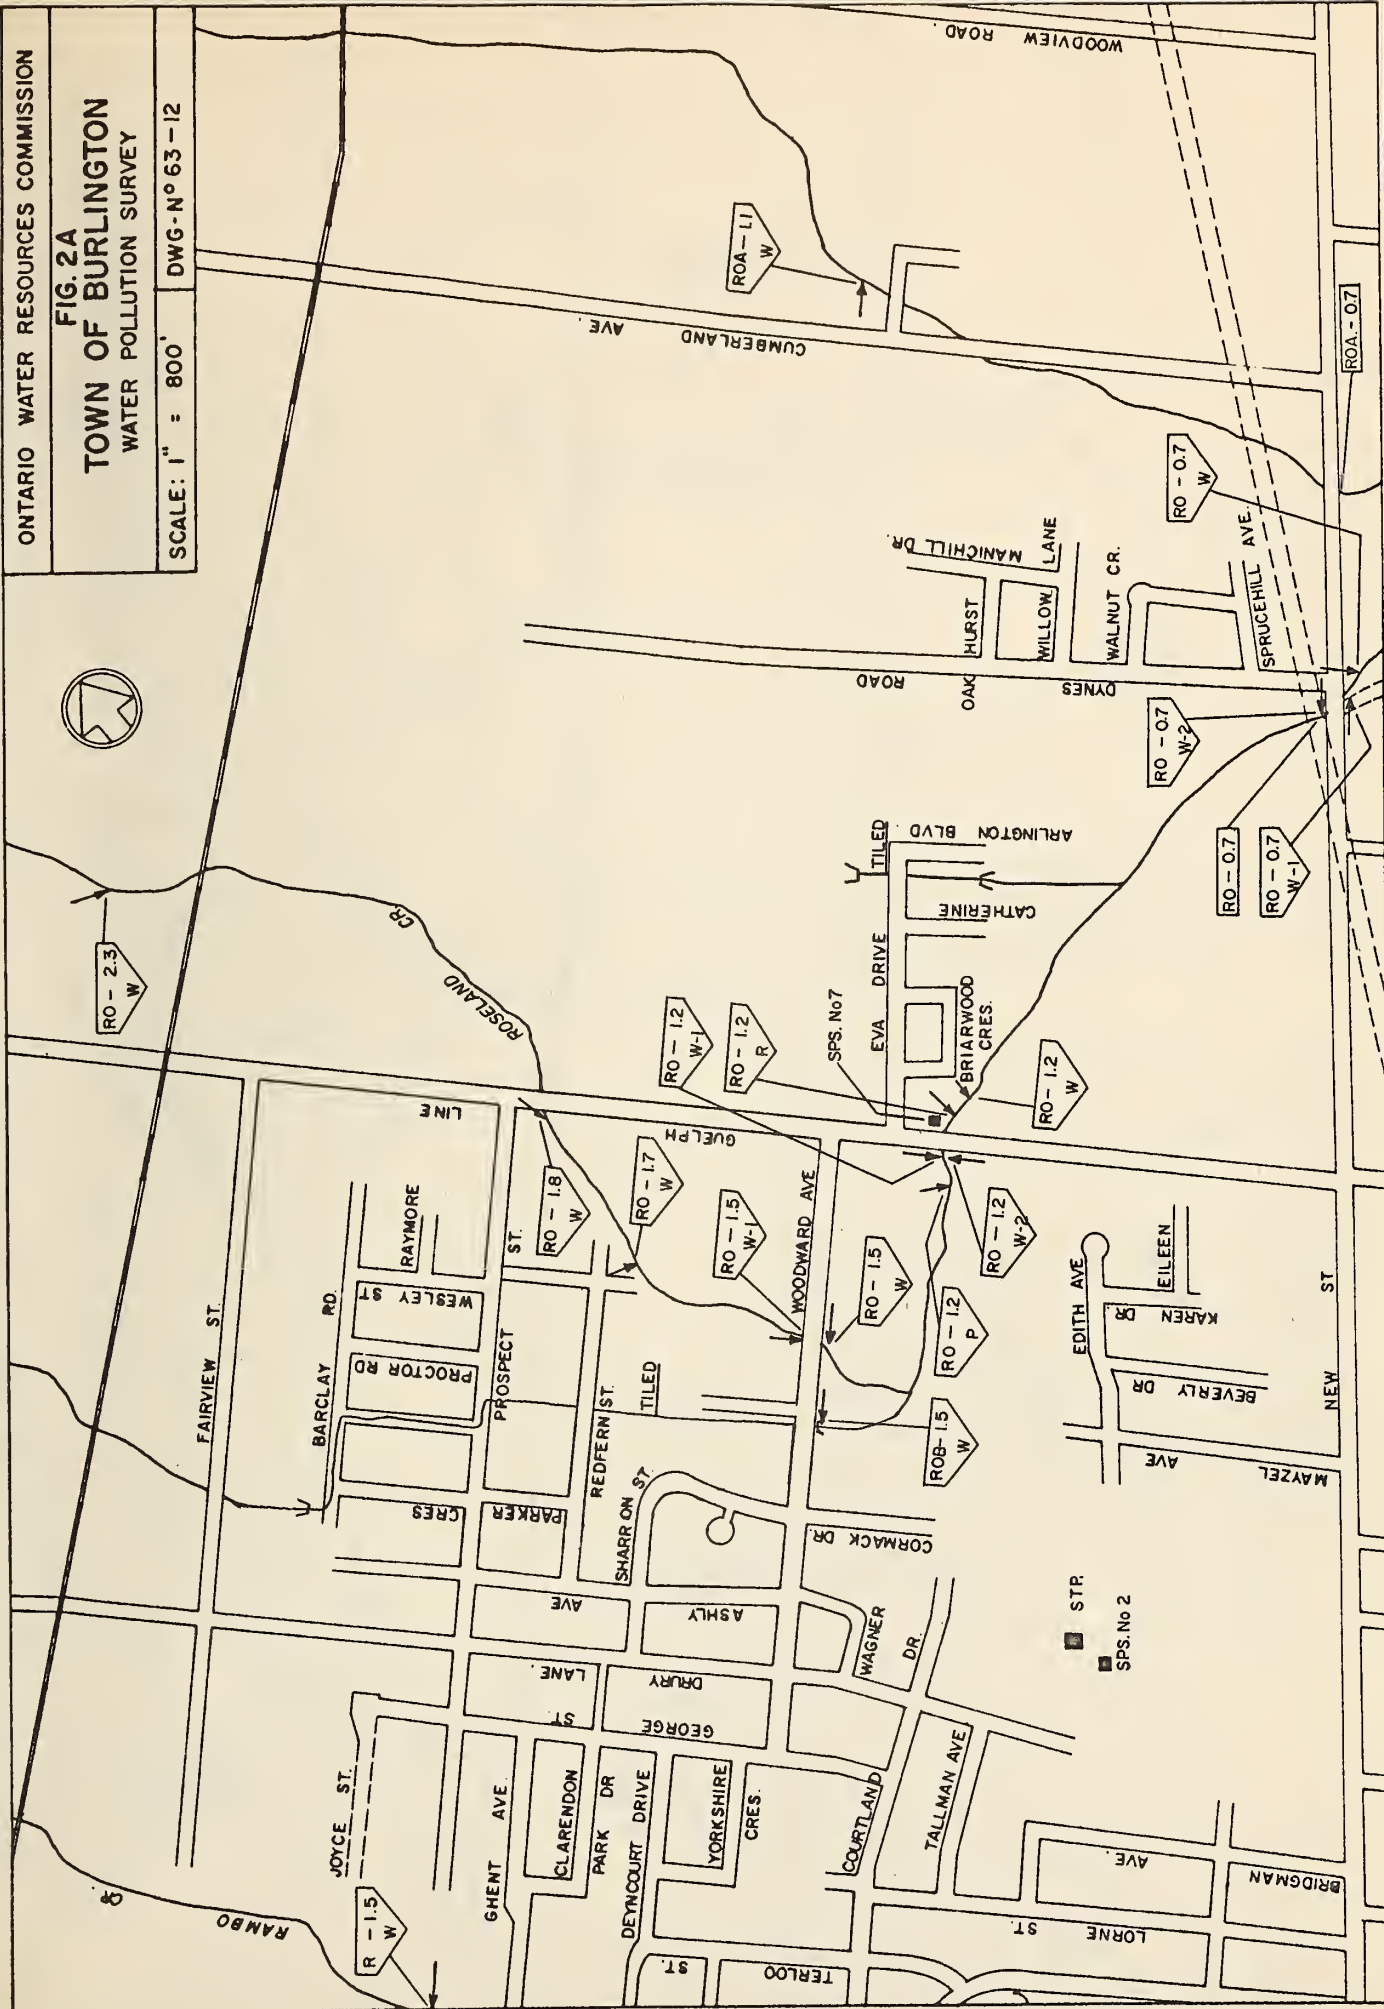 ONTARIO WATER RESOURCES COMMISSION
FIG. 2A
TOWN OF BURLINGTON
WATER POLLUTION SURVEY
SCALE: 1" = 800'
DWG-Nº 63-12
WOODVIEW ROAD
CUMBERLAND AVE.
ROA-1.1
W
ROA.-0.7
RO-0.7
W
MANICHILL DR.
OAK HURST
WILLOW LANE
WALNUT CR.
SPRUCEHILL AVE.
DYNES ROAD
RO-0.7
W-2
RO-0.7
RO-0.7
W-1
TILED
ARLINGTON BLVD.
CATHERINE
EVA DRIVE
BRIARWOOD
CRES.
SPS. No 7
RO-2.3
W
ROSELAND CR
RO-1.2
W-1
RO-1.2
R
RO-1.2
W
GUELPH LINE
RO-1.8
W
RO-1.7
W
RO-1.5
W-1
WOODWARD AVE
RO-1.5
W
RO-1.2
W-2
RO-1.2
P
ROB-1.5
W
FAIRVIEW ST.
BARCLAY RD.
RAYMORE
WESLEY ST
PROCTOR RD
PROSPECT ST.
REDFERN ST.
TILED
PARKER CRES
SHARRON ST
CORMACK DR.
EDITH AVE
EILEEN
KAREN DR.
BEVERLY DR
MAYZEL AVE
NEW ST
ASHLY AVE
WAGNER
DR.
DRURY LANE
GEORGE ST
STP.
SPS. No 2
JOYCE ST.
GHENT AVE.
CLARENDON
PARK DR
DEYNCOURT DRIVE
YORKSHIRE
CRES.
COURTLAND
TALLMAN AVE
RAMBO CR
R-1.5
W
TERLOO ST.
LORNE ST.
BRIDGMAN AVE.